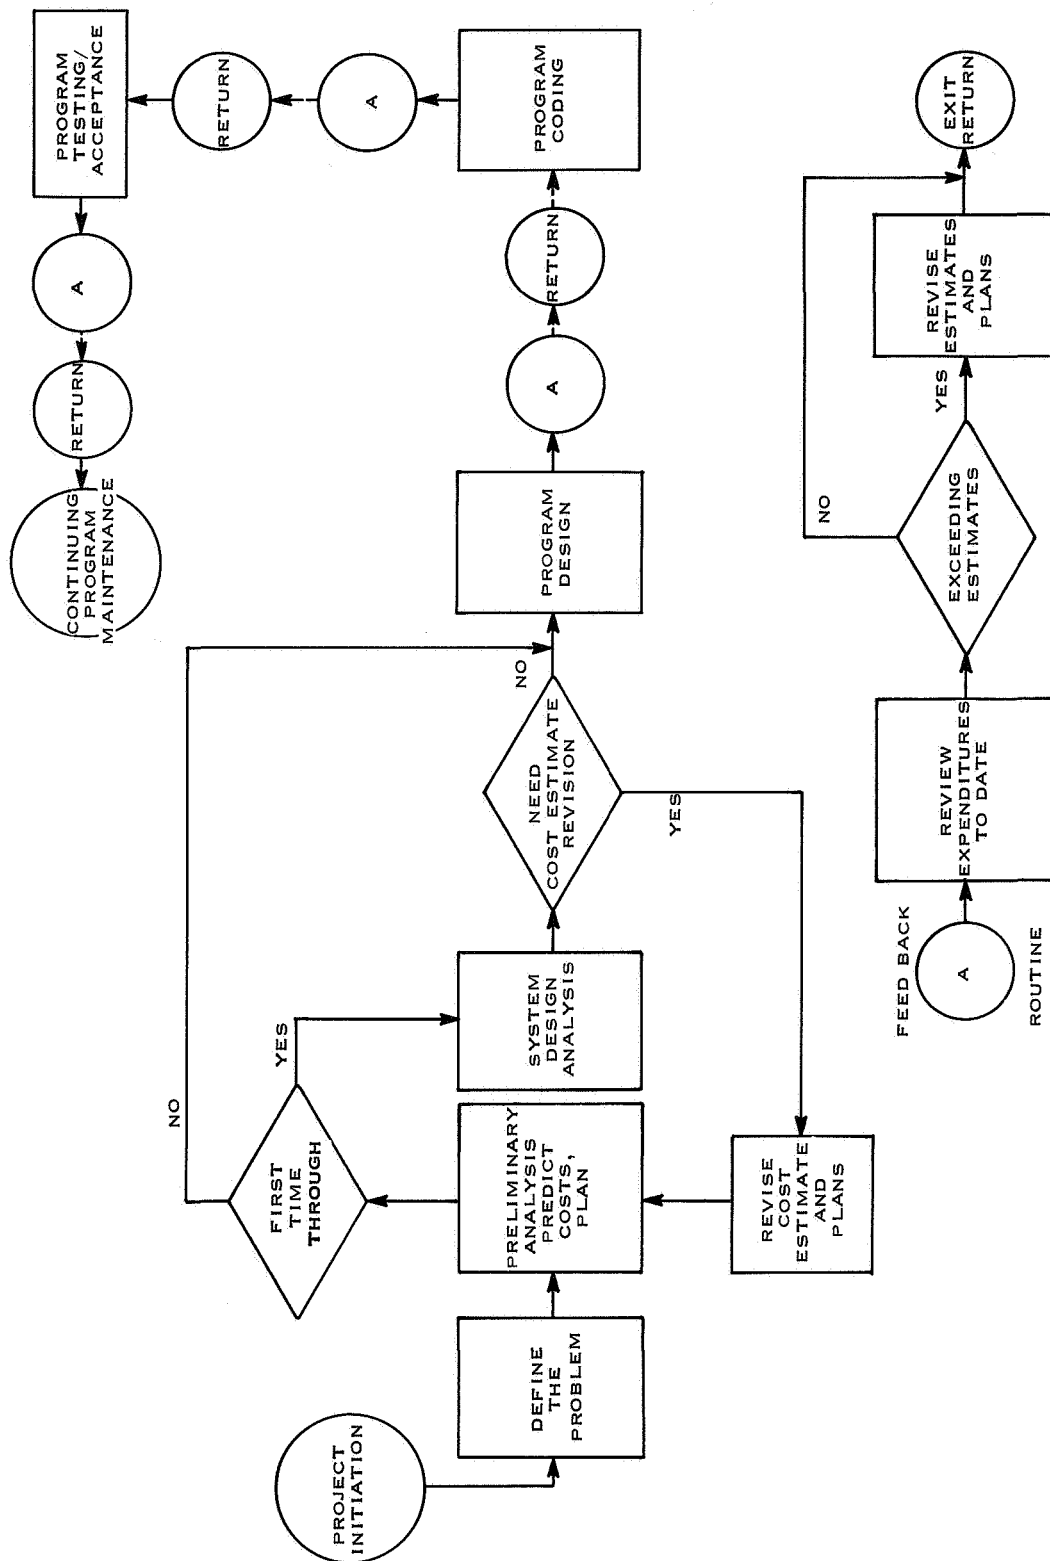 PROJECT
INITIATION
DEFINE
THE
PROBLEM
PRELIMINARY
ANALYSIS
PREDICT
COSTS,
PLAN
FIRST
TIME
THROUGH
NO
YES
SYSTEM
DESIGN
ANALYSIS
NEED
COST ESTIMATE
REVISION
NO
YES
REVISE
COST
ESTIMATE
AND
PLANS
PROGRAM
DESIGN
A
RETURN
PROGRAM
CODING
A
RETURN
PROGRAM
TESTING/
ACCEPTANCE
A
RETURN
CONTINUING
PROGRAM
MAINTENANCE
FEED BACK
A
ROUTINE
REVIEW
EXPENDITURES
TO DATE
EXCEEDING
ESTIMATES
NO
YES
REVISE
ESTIMATES
AND
PLANS
EXIT
RETURN